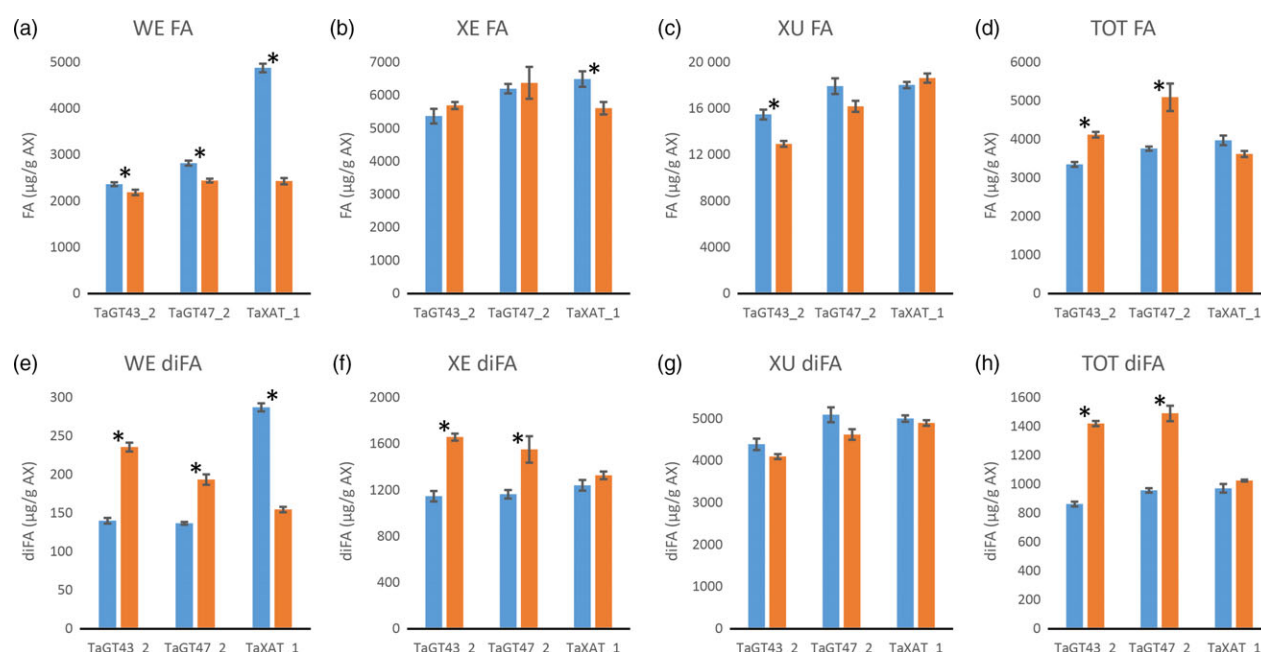 (a) WE FA
(b) XE FA
(c) XU FA
(d) TOT FA
FA (µg/g AX)
5000
4000
3000
2000
1000
0
*
*
*
TaGT43_2 TaGT47_2 TaXAT_1
FA (µg/g AX)
7000
6000
5000
4000
3000
2000
1000
0
*
TaGT43_2 TaGT47_2 TaXAT_1
FA (µg/g AX)
20 000
16 000
12 000
8000
4000
0
*
TaGT43_2 TaGT47_2 TaXAT_1
FA (µg/g AX)
6000
5000
4000
3000
2000
1000
0
*
*
TaGT43_2 TaGT47_2 TaXAT_1
(e) WE diFA
(f) XE diFA
(g) XU diFA
(h) TOT diFA
diFA (µg/g AX)
300
250
200
150
100
50
0
*
*
*
TaGT43_2 TaGT47_2 TaXAT_1
diFA (µg/g AX)
2000
1600
1200
800
400
0
*
*
TaGT43_2 TaGT47_2 TaXAT_1
diFA (µg/g AX)
5000
4000
3000
2000
1000
0
TaGT43_2 TaGT47_2 TaXAT_1
diFA (µg/g AX)
1600
1400
1200
1000
800
600
400
200
0
*
*
TaGT43_2 TaGT47_2 TaXAT_1